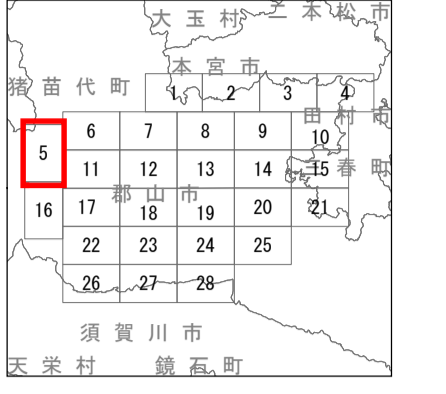 大玉村 二本松市
本宮市
猪苗代町
1 2 3 4
田村市
5 6 7 8 9 10
11 12 13 14 15
三春町
郡山市
16 17 18 19 20 21
22 23 24 25
26 27 28
須賀川市
天栄村 鏡石町